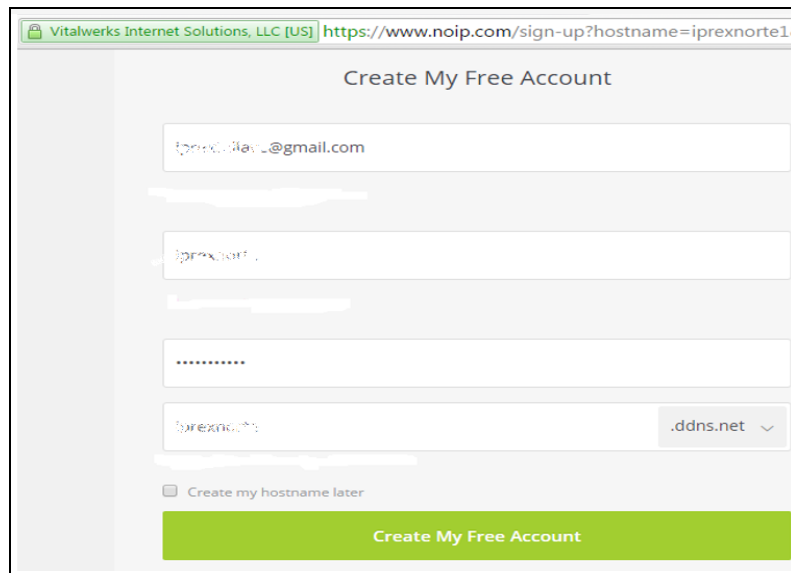 Vitalwerks Internet Solutions, LLC [US] https://www.noip.com/sign-up?hostname=iprexnorte1
Create My Free Account
@gmail.com
•••••••••••
.ddns.net
Create my hostname later
Create My Free Account